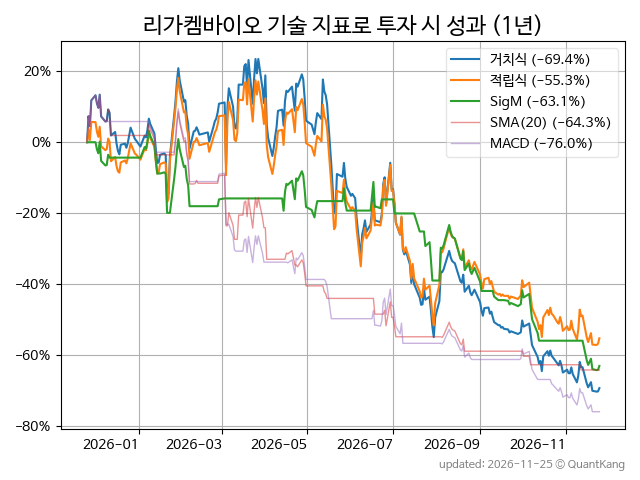 리가켐바이오 기술 지표로 투자 시 성과 (1년)
거치식 (−69.4%)
적립식 (−55.3%)
SigM (−63.1%)
SMA(20) (−64.3%)
MACD (−76.0%)
20%
0%
−20%
−40%
−60%
−80%
2026-01
2026-03
2026-05
2026-07
2026-09
2026-11
updated: 2026-11-25 ⓒ QuantKang